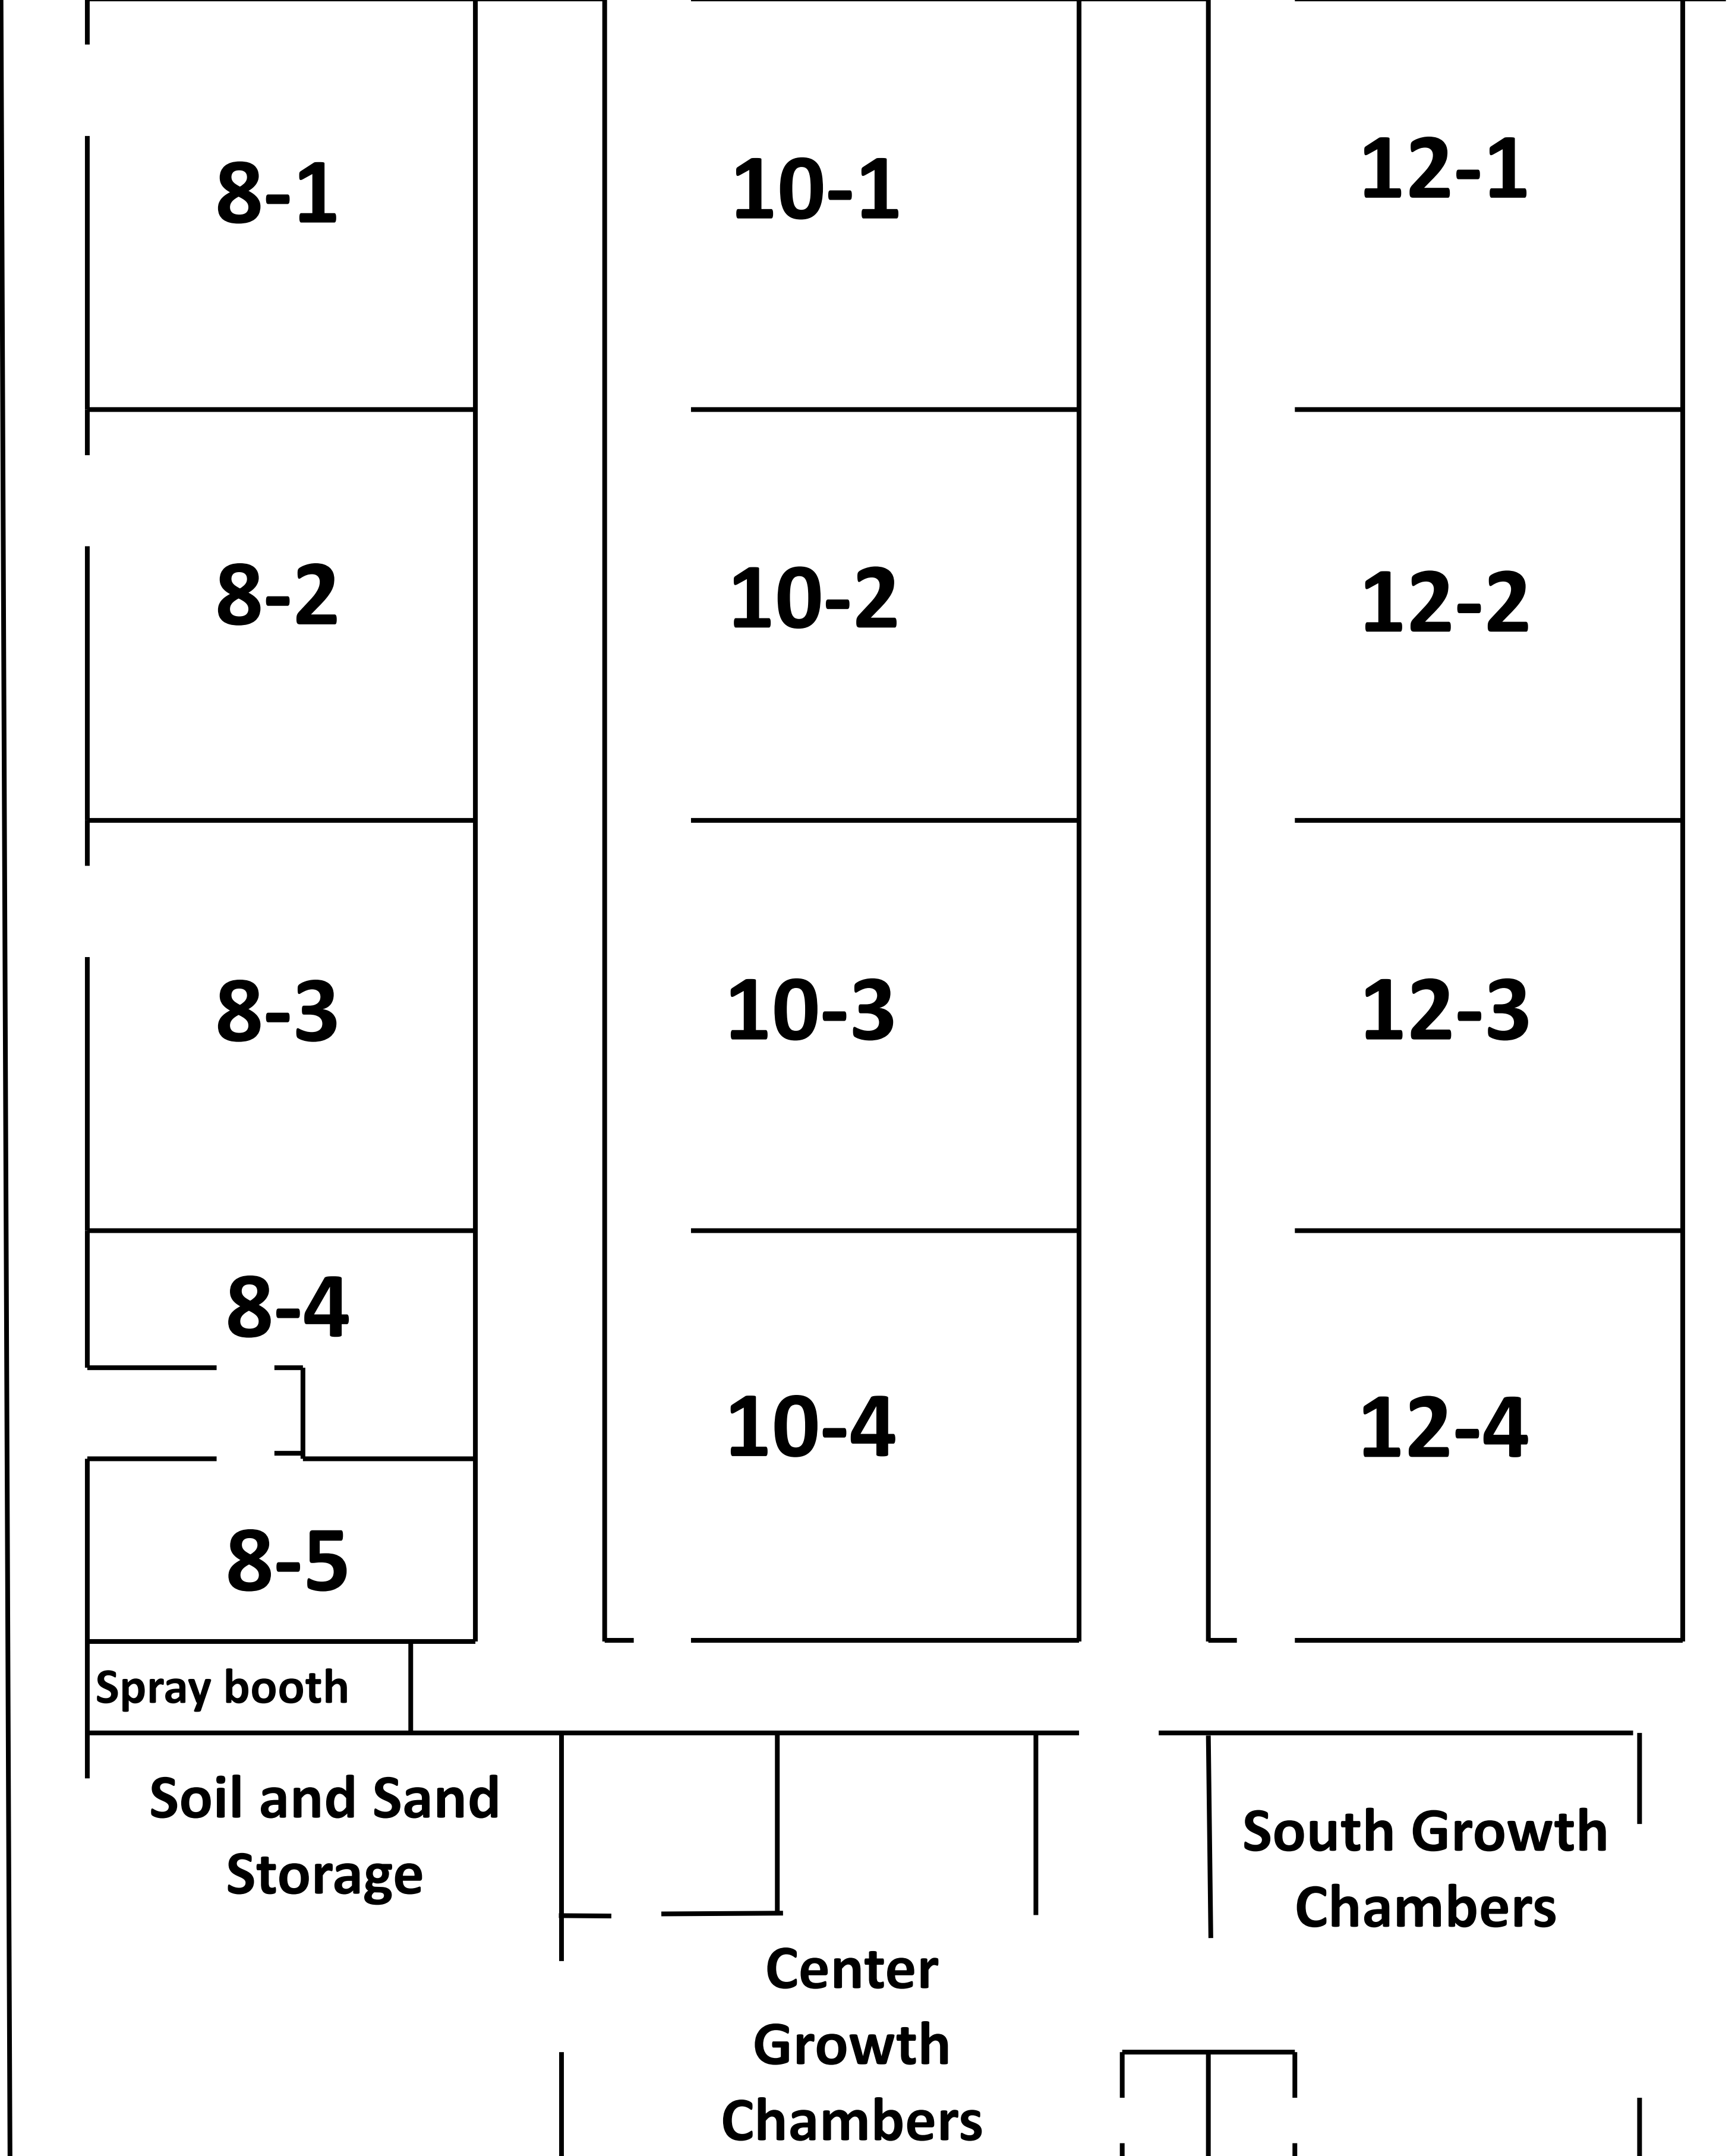 8-1
10-1
12-1
8-2
10-2
12-2
8-3
10-3
12-3
8-4
10-4
12-4
8-5
Spray booth
Soil and Sand
Storage
South Growth
Chambers
Center
Growth
Chambers